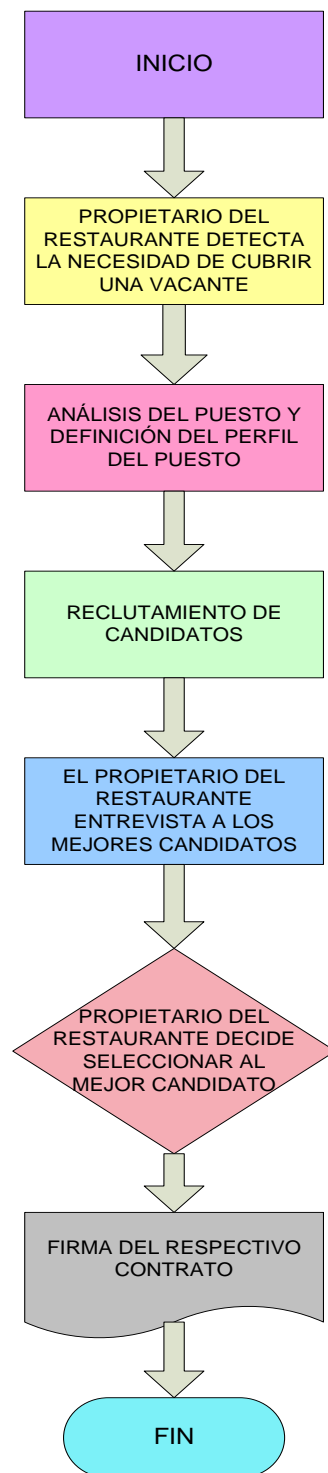 INICIO
PROPIETARIO DEL
RESTAURANTE DETECTA
LA NECESIDAD DE CUBRIR
UNA VACANTE
ANÁLISIS DEL PUESTO Y
DEFINICIÓN DEL PERFIL
DEL PUESTO
RECLUTAMIENTO DE
CANDIDATOS
EL PROPIETARIO DEL
RESTAURANTE
ENTREVISTA A LOS
MEJORES CANDIDATOS
PROPIETARIO DEL
RESTAURANTE DECIDE
SELECCIONAR AL
MEJOR CANDIDATO
FIRMA DEL RESPECTIVO
CONTRATO
FIN